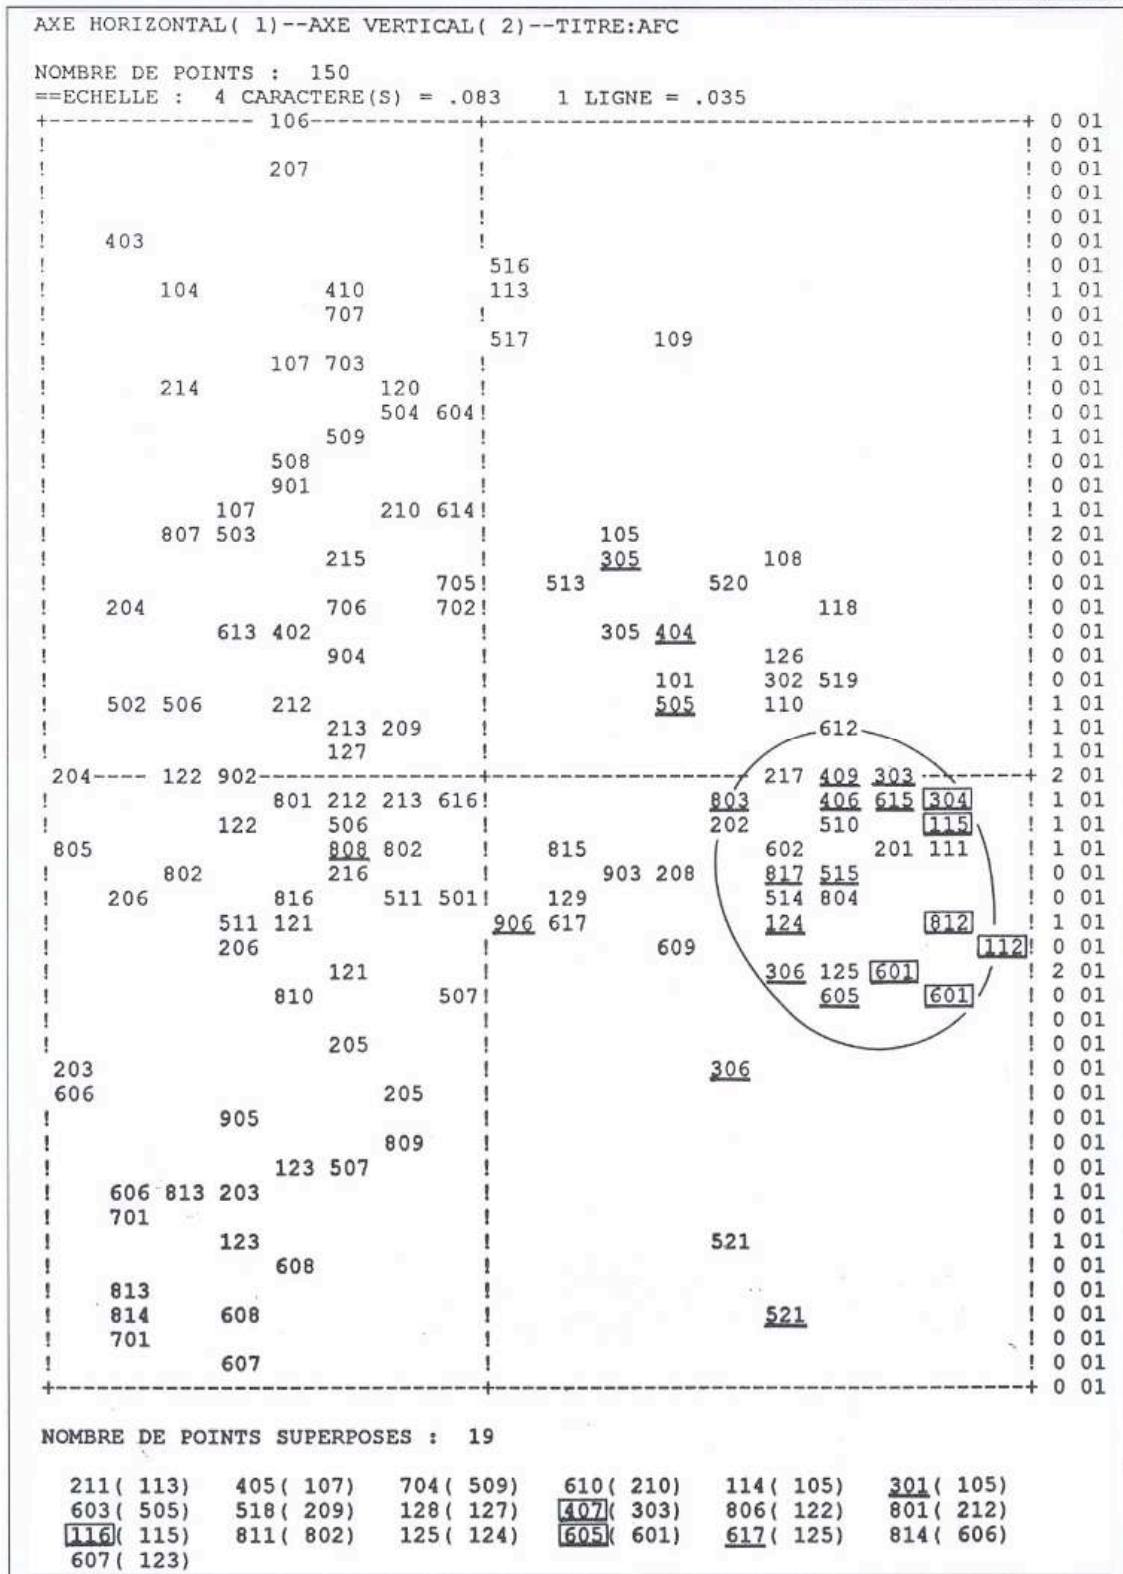 AXE HORIZONTAL( 1)--AXE VERTICAL( 2)--TITRE:AFC
NOMBRE DE POINTS : 150
==ECHELLE : 4 CARACTERE(S) = .083 1 LIGNE = .035
+---------------- 106-------------+--------------------------------------------+ 0 01
! ! ! 0 01
! 207 ! 0 01
! ! ! 0 01
! ! ! 0 01
! 403 ! ! 0 01
! 516 ! 0 01
! 104 410 113 ! 1 01
! 707 ! ! 0 01
! 517 109 ! 0 01
! 107 703 ! ! 1 01
! 214 120 ! ! 0 01
! 504 604! ! 0 01
! 509 ! ! 1 01
! 508 ! ! 0 01
! 901 ! ! 0 01
! 107 210 614! ! 1 01
! 807 503 ! 105 ! 2 01
! 215 ! 305 108 ! 0 01
! 705! 513 520 ! 0 01
! 204 706 702! 118 ! 0 01
! 613 402 ! 305 404 ! 0 01
! 904 ! 126 ! 0 01
! ! 101 302 519 ! 0 01
! 502 506 212 ! 505 110 ! 1 01
! 213 209 ! 612 ! 1 01
! 127 ! ! 1 01
204---- 122 902------------------+---------------------- 217 409 303 ---------+ 2 01
! 801 212 213 616! 803 406 615 304 ! 1 01
! 122 506 ! 202 510 115 ! 1 01
805 808 802 ! 815 602 201 111 ! 1 01
! 802 216 ! 903 208 817 515 ! 0 01
! 206 816 511 501! 129 514 804 ! 0 01
! 511 121 906 617 124 812 ! 1 01
! 206 ! 609 112! 0 01
! 121 ! 306 125 601 ! 2 01
! 810 507! 605 601 ! 0 01
! ! ! 0 01
! 205 ! ! 0 01
203 ! 306 ! 0 01
606 205 ! ! 0 01
! 905 ! ! 0 01
! 809 ! ! 0 01
! 123 507 ! ! 0 01
! 606 813 203 ! ! 1 01
! 701 ! ! 0 01
! 123 ! 521 ! 1 01
! 608 ! ! 0 01
! 813 ! ! 0 01
! 814 608 ! 521 ! 0 01
! 701 ! ! 0 01
! 607 ! ! 0 01
+----------------------------------+--------------------------------------------+ 0 01
NOMBRE DE POINTS SUPERPOSES : 19
211( 113) 405( 107) 704( 509) 610( 210) 114( 105) 301( 105)
603( 505) 518( 209) 128( 127) 407( 303) 806( 122) 801( 212)
116( 115) 811( 802) 125( 124) 605( 601) 617( 125) 814( 606)
607( 123)